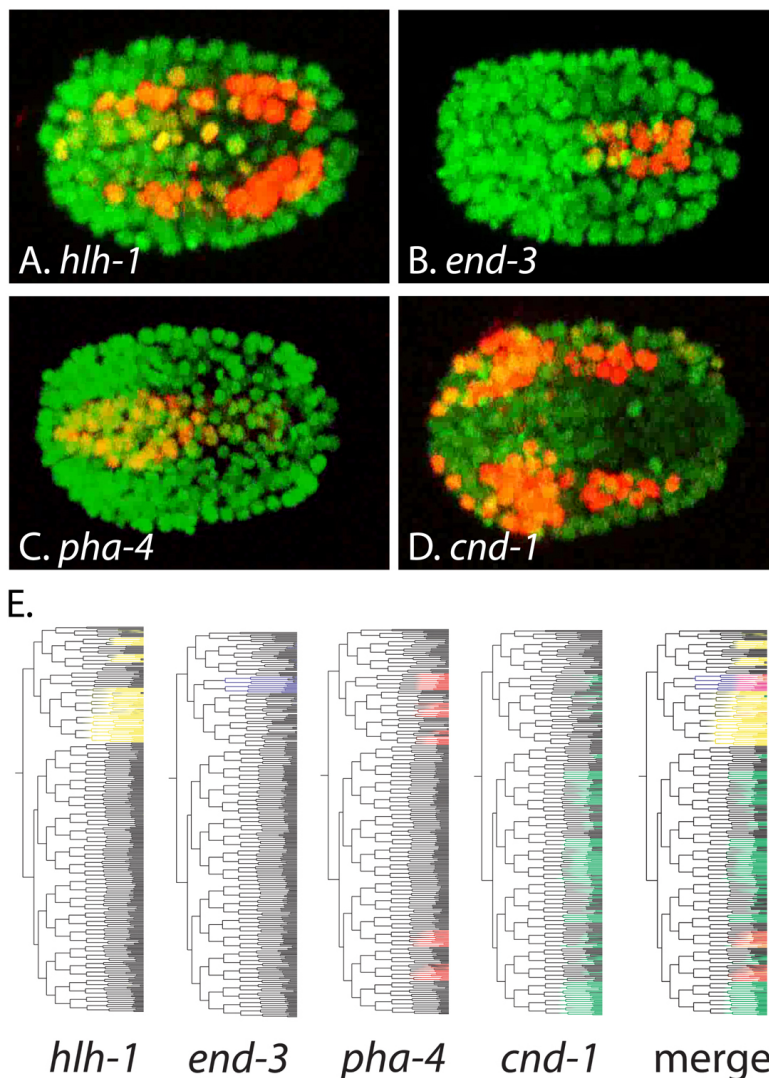 A. hlh-1
B. end-3
C. pha-4
D. cnd-1
E.
hlh-1 end-3 pha-4 cnd-1 merge